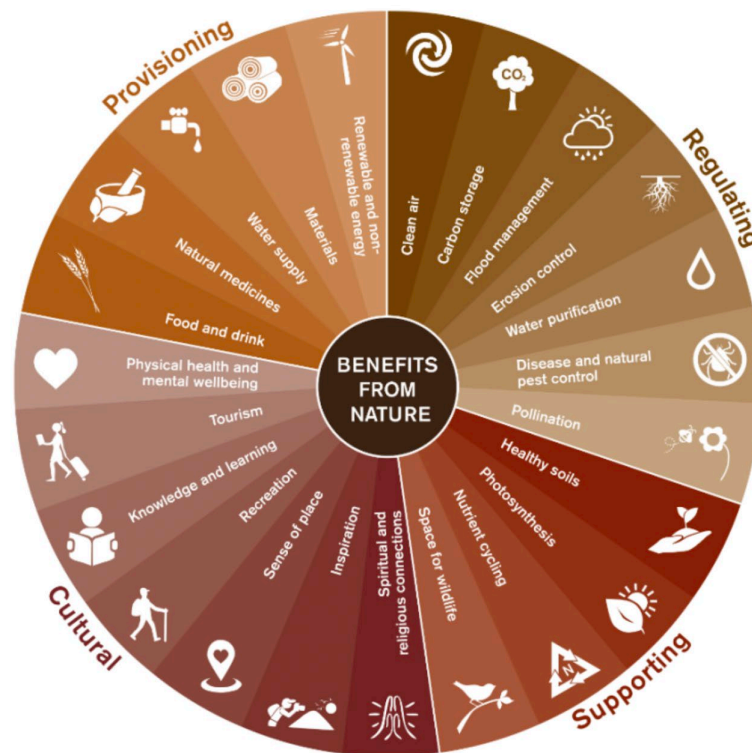 Provisioning
Regulating
Supporting
Cultural
BENEFITS
FROM
NATURE
Clean air
CO₂
Carbon storage
Flood management
Erosion control
Water purification
Disease and natural
pest control
Pollination
Healthy soils
Photosynthesis
N
Nutrient cycling
Space for wildlife
Spiritual and
religious connections
Inspiration
Sense of place
Recreation
Knowledge and learning
Tourism
Physical health and
mental wellbeing
Food and drink
Natural medicines
Water supply
Materials
Renewable and non-
renewable energy